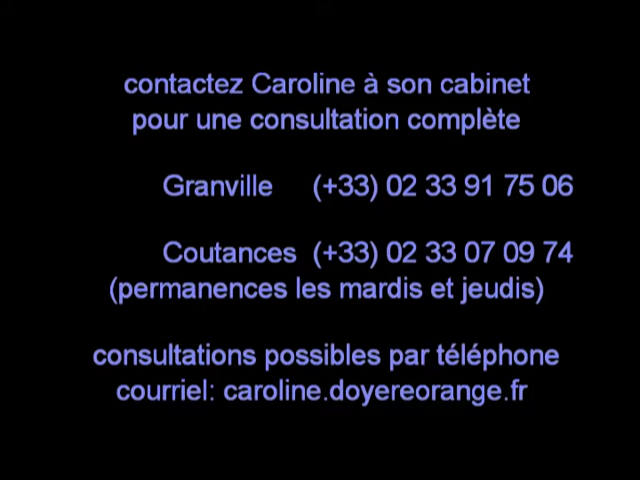 contactez Caroline à son cabinet
pour une consultation complète
Granville (+33) 02 33 91 75 06
Coutances (+33) 02 33 07 09 74
(permanences les mardis et jeudis)
consultations possibles par téléphone
courriel: caroline.doyereorange.fr